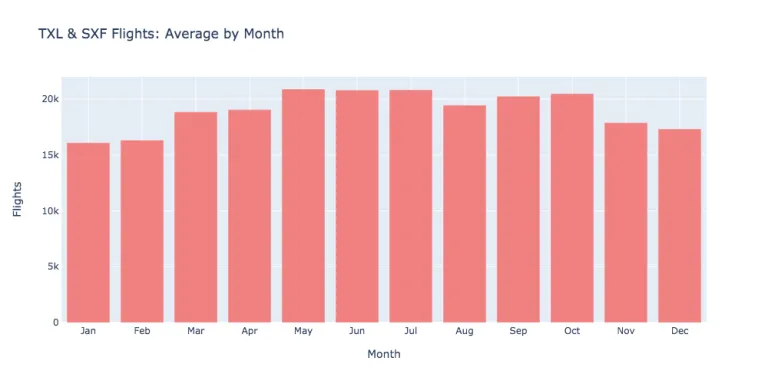 TXL & SXF Flights: Average by Month
20k
15k
10k
5k
0
Flights
Jan Feb Mar Apr May Jun Jul Aug Sep Oct Nov Dec
Month